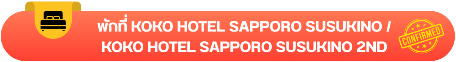 พักที่ KOKO HOTEL SAPPORO SUSUKINO /
KOKO HOTEL SAPPORO SUSUKINO 2ND
CONFIRMED